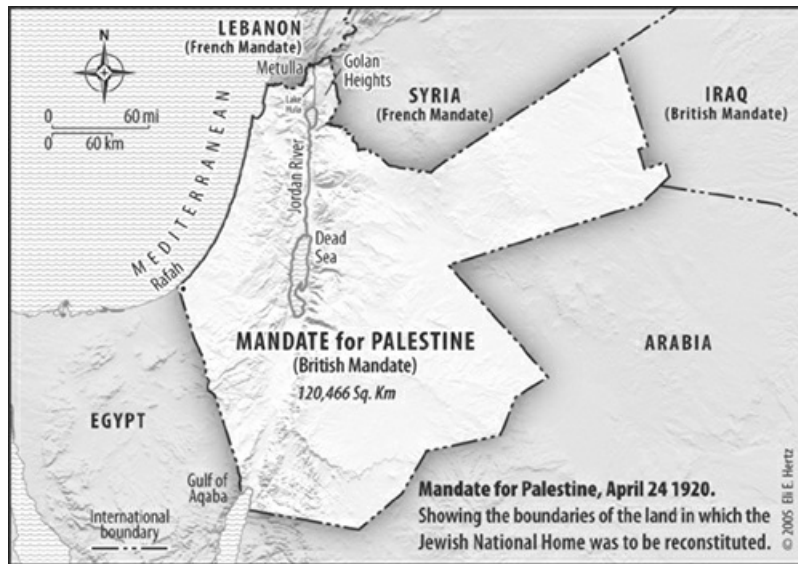 LEBANON
(French Mandate)
N
Metulla
Golan
Heights
SYRIA
(French Mandate)
IRAQ
(British Mandate)
Lake
Hula
0 60 mi
0 60 km
MEDITERRANEAN
Jordan River
Dead
Sea
Rafah
MANDATE for PALESTINE
(British Mandate)
120,466 Sq. Km
ARABIA
EGYPT
Gulf of
Aqaba
International
boundary
Mandate for Palestine, April 24 1920.
Showing the boundaries of the land in which the
Jewish National Home was to be reconstituted.
© 2005 Eli E. Hertz